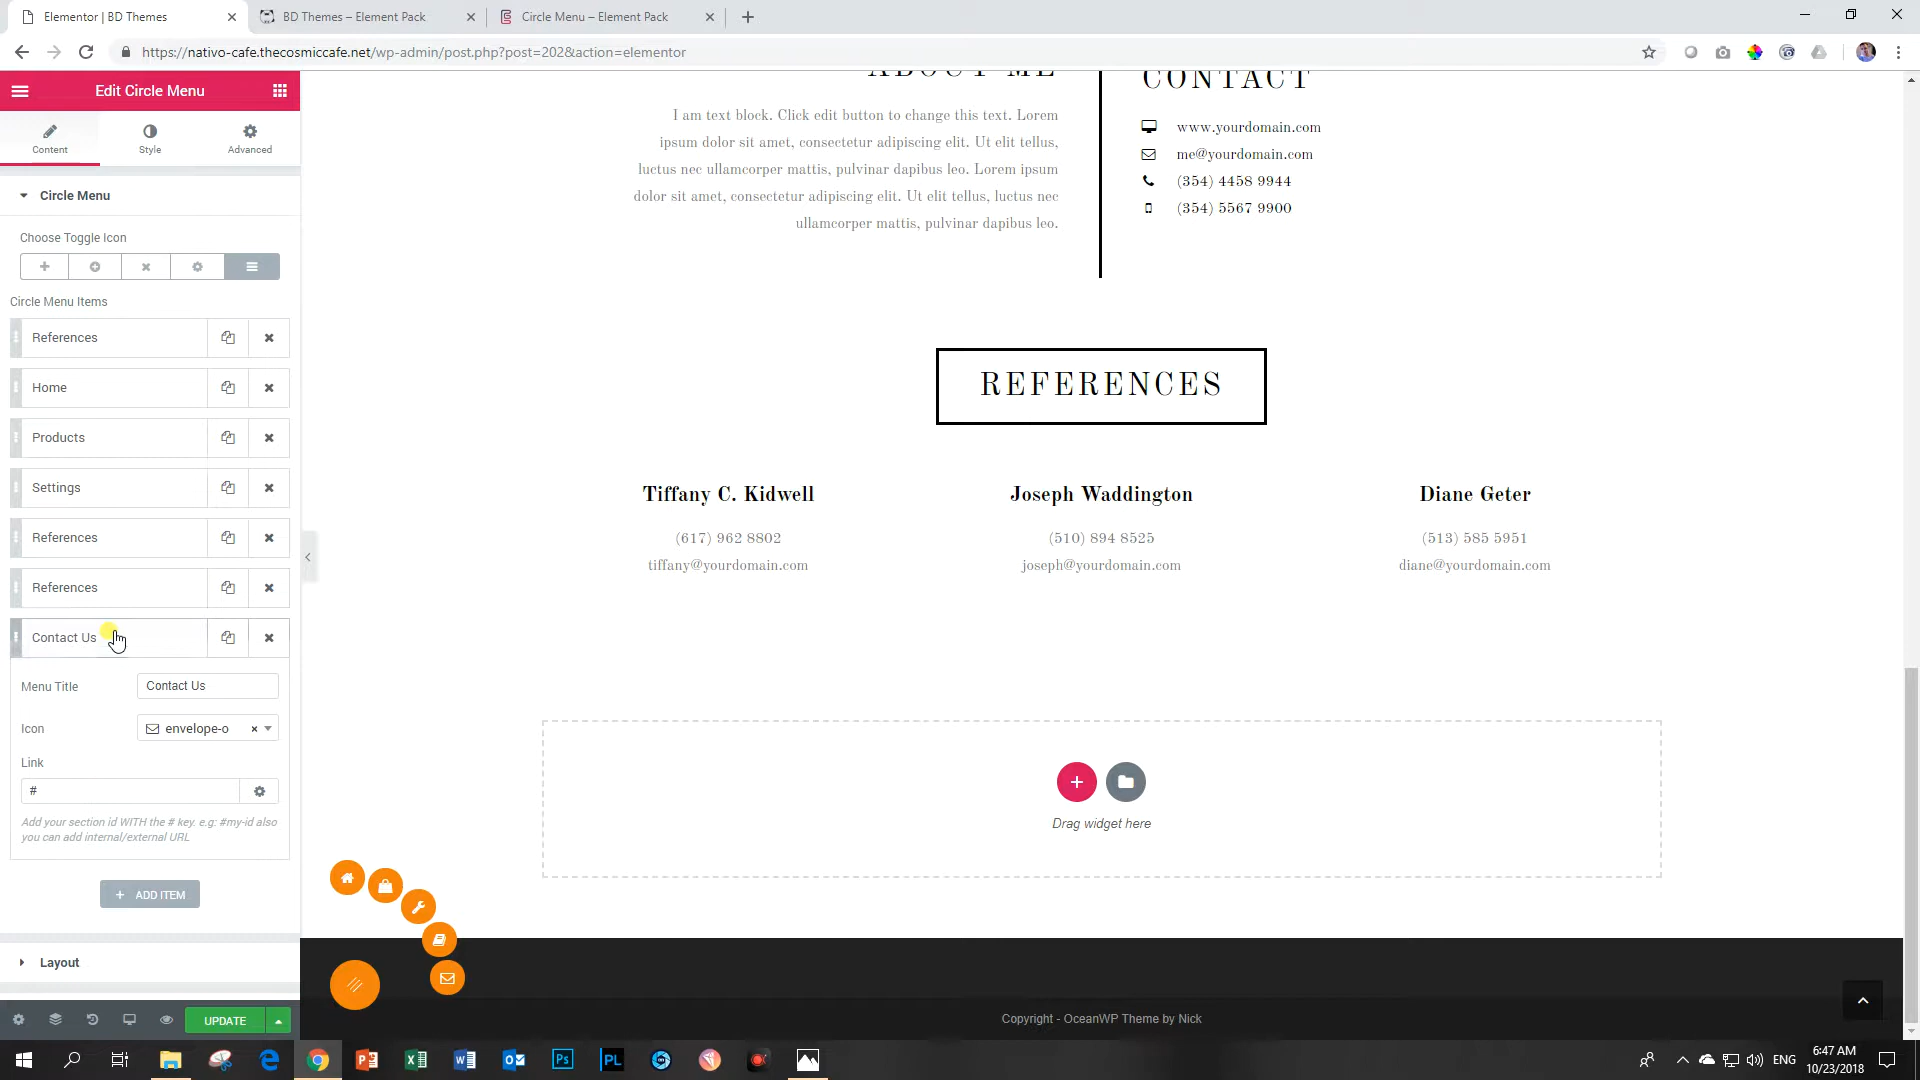 Elementor | BD Themes
BD Themes – Element Pack
Circle Menu – Element Pack
https://nativo-cafe.thecosmiccafe.net/wp-admin/post.php?post=202&action=elementor
Edit Circle Menu
Content
Style
Advanced
Circle Menu
Choose Toggle Icon
Circle Menu Items
References
Home
Products
Settings
References
References
Contact Us
Menu Title
Contact Us
Icon
envelope-o
Link
#
Add your section id WITH the # key. e.g: #my-id also
you can add internal/external URL
ADD ITEM
Layout
UPDATE
ABOUT ME
I am text block. Click edit button to change this text. Lorem
ipsum dolor sit amet, consectetur adipiscing elit. Ut elit tellus,
luctus nec ullamcorper mattis, pulvinar dapibus leo. Lorem ipsum
dolor sit amet, consectetur adipiscing elit. Ut elit tellus, luctus nec
ullamcorper mattis, pulvinar dapibus leo.
CONTACT
www.yourdomain.com
me@yourdomain.com
(354) 4458 9944
(354) 5567 9900
REFERENCES
Tiffany C. Kidwell
(617) 962 8802
tiffany@yourdomain.com
Joseph Waddington
(510) 894 8525
joseph@yourdomain.com
Diane Geter
(513) 585 5951
diane@yourdomain.com
Drag widget here
Copyright - OceanWP Theme by Nick
Ps
PL
ENG
6:47 AM
10/23/2018